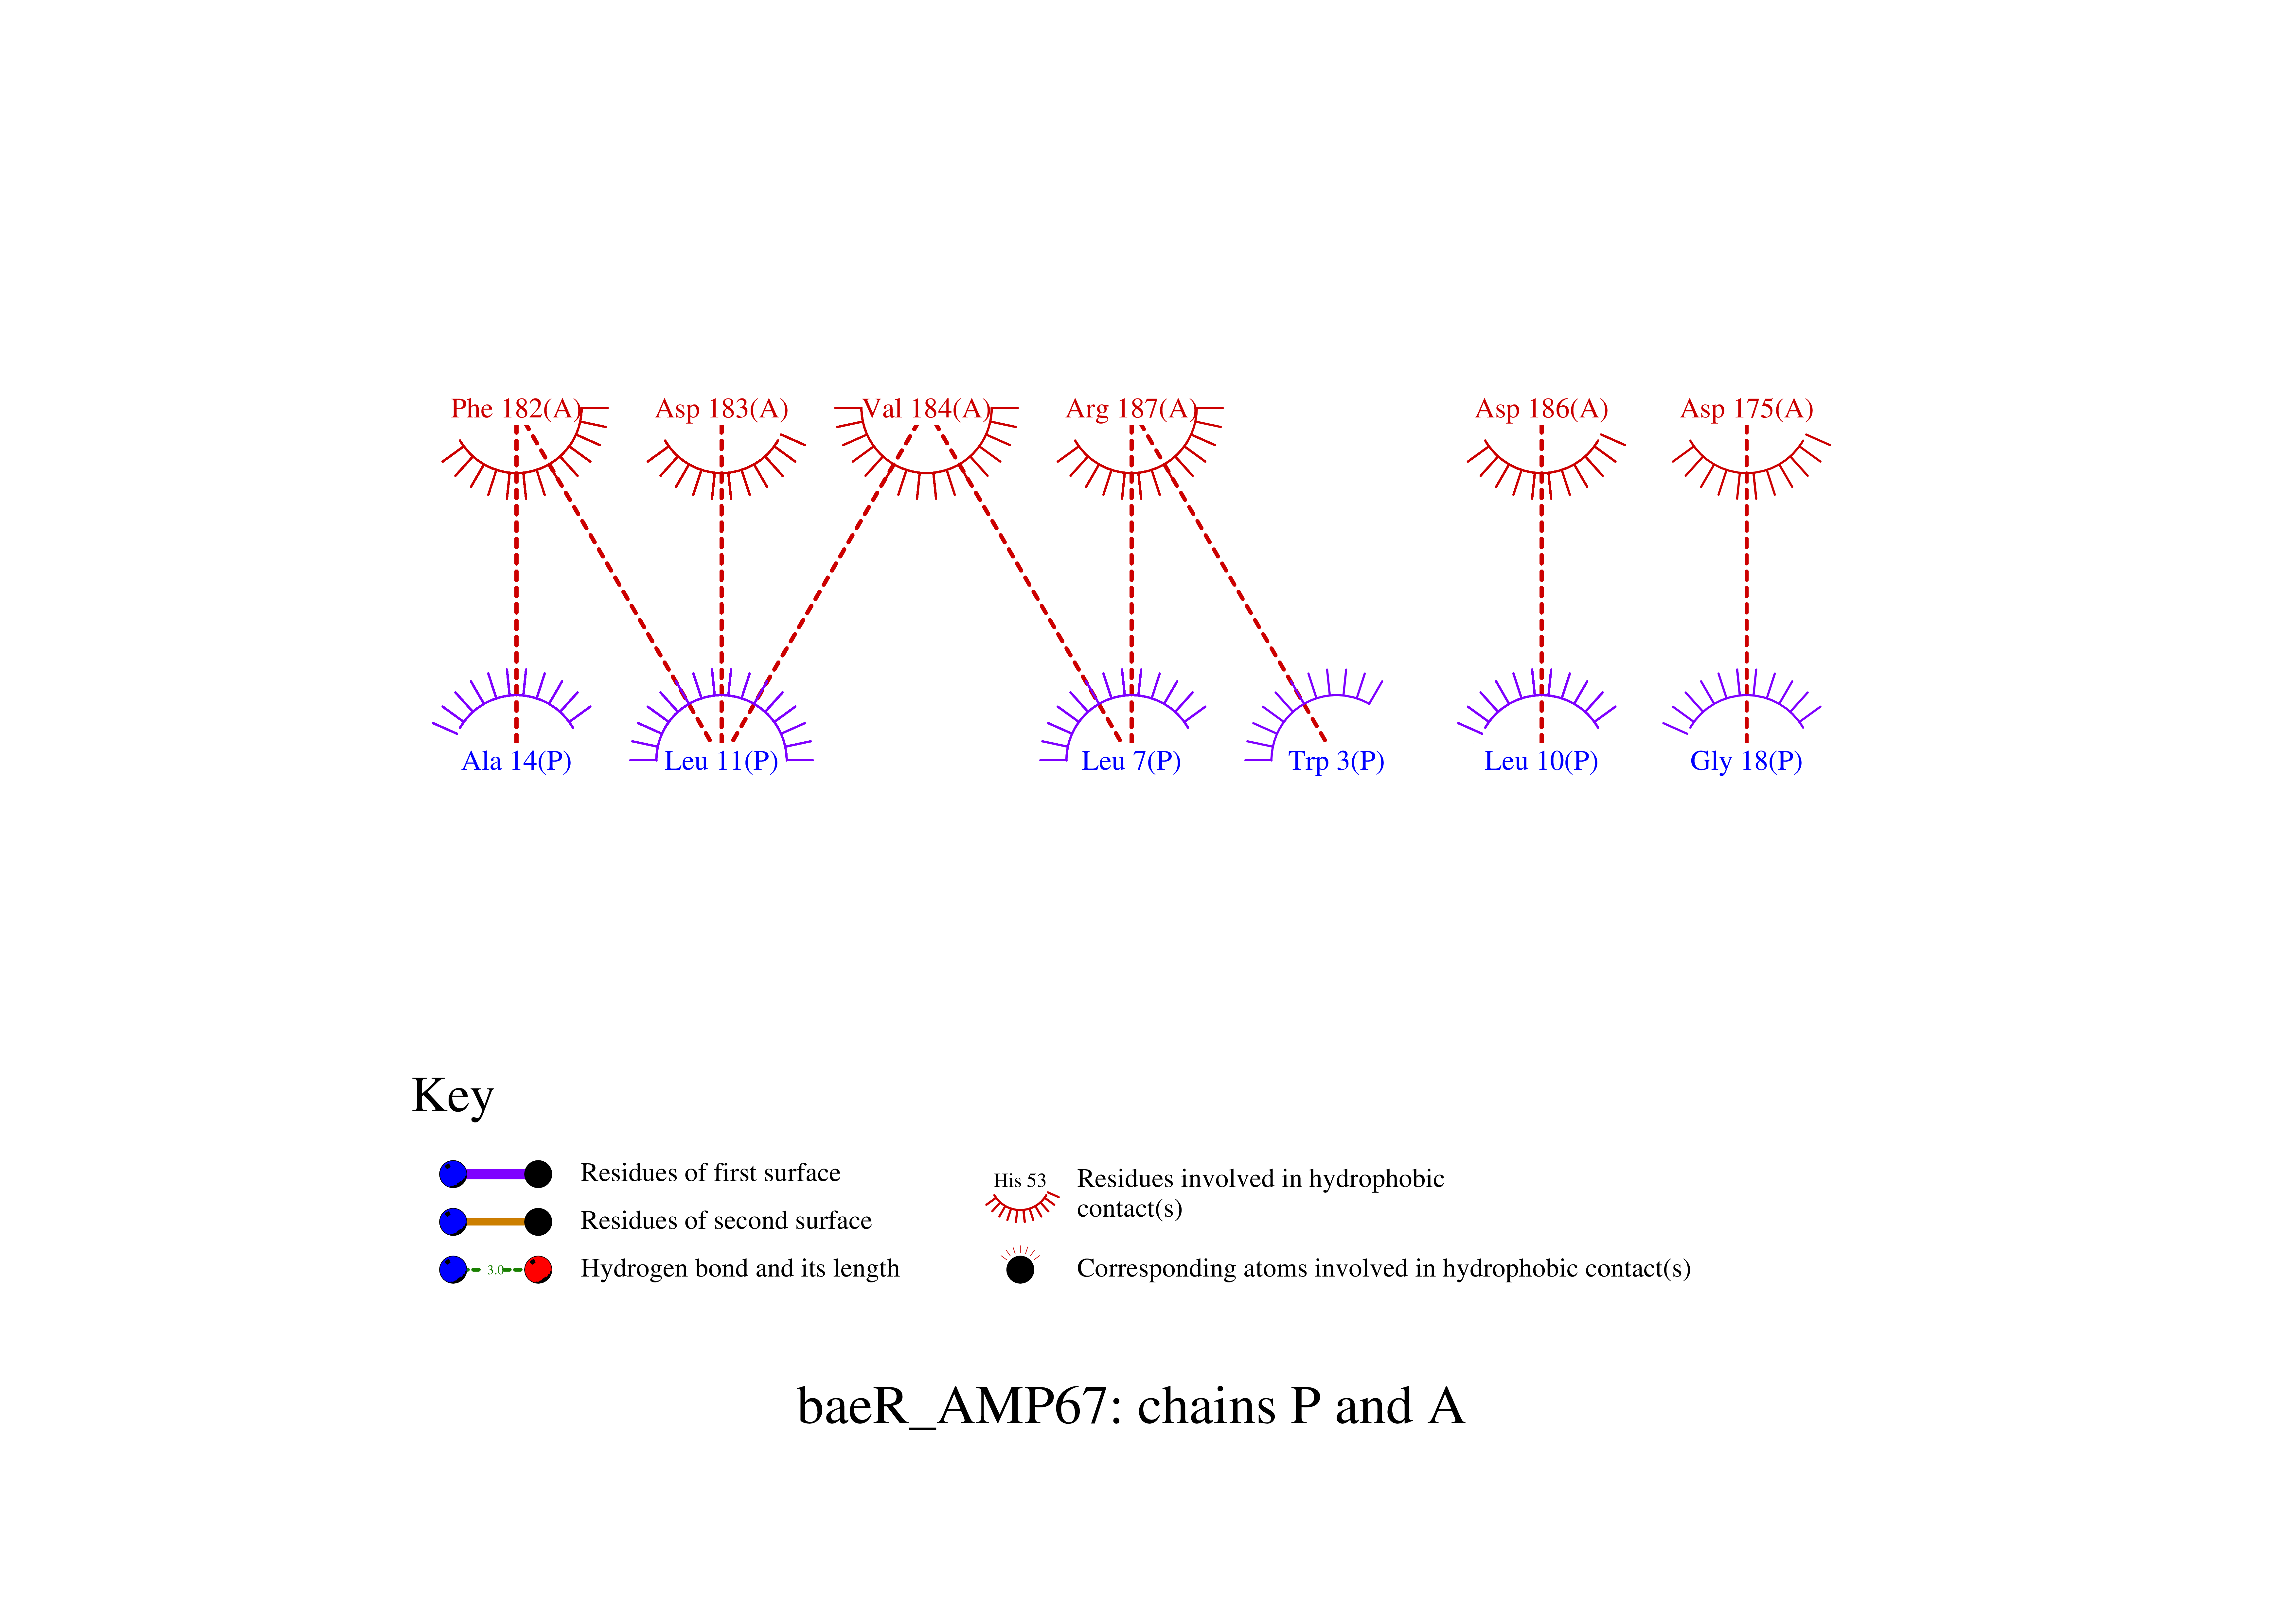 Phe 182(A) Asp 183(A) Val 184(A) Arg 187(A) Asp 186(A) Asp 175(A)
Ala 14(P) Leu 11(P) Leu 7(P) Trp 3(P) Leu 10(P) Gly 18(P)
Key
Residues of first surface
Residues of second surface
3.0 Hydrogen bond and its length
His 53 Residues involved in hydrophobic
contact(s)
Corresponding atoms involved in hydrophobic contact(s)
baeR_AMP67: chains P and A